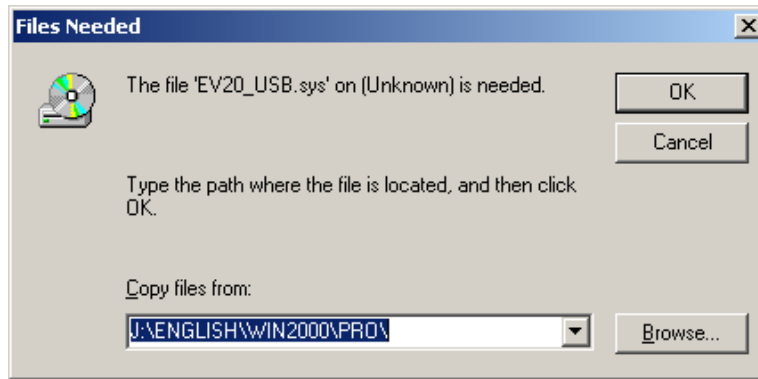 Files Needed
The file 'EV20_USB.sys' on (Unknown) is needed.
OK
Cancel
Type the path where the file is located, and then click
OK.
Copy files from:
J:\ENGLISH\WIN2000\PRO\
Browse...